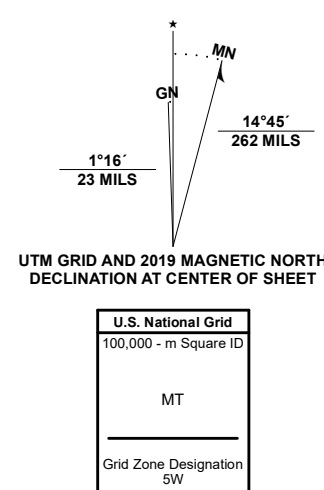 ★
MN
GN
14°45´
262 MILS
1°16´
23 MILS
UTM GRID AND 2019 MAGNETIC NORTH
DECLINATION AT CENTER OF SHEET
U.S. National Grid
100,000 - m Square ID
MT
Grid Zone Designation
5W